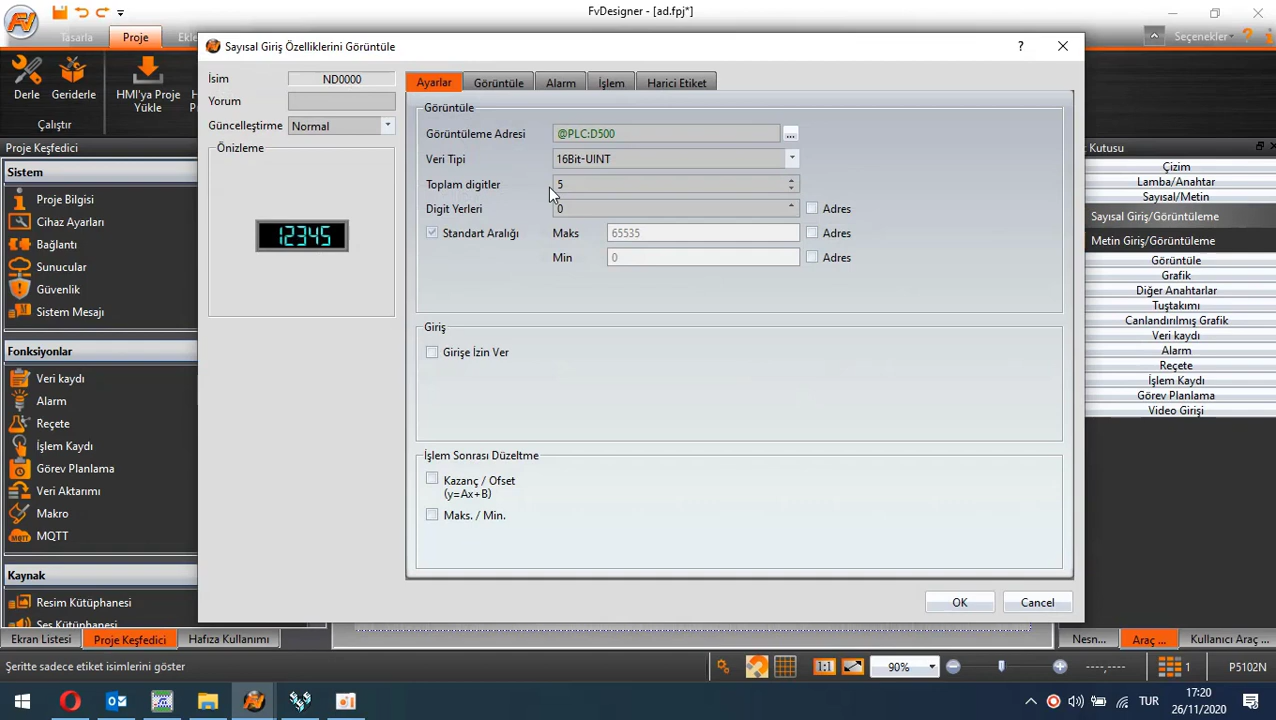 FvDesigner - [ad.fpj*]
Tasarla
Proje
Ekle
Seçenekler
Derle
Geriderle
HMI'ya Proje
Yükle
Çalıştır
Proje Keşfedici
Sistem
Proje Bilgisi
Cihaz Ayarları
Bağlantı
Sunucular
Güvenlik
Sistem Mesajı
Fonksiyonlar
Veri kaydı
Alarm
Reçete
İşlem Kaydı
Görev Planlama
Veri Aktarımı
Makro
MQTT
Kaynak
Resim Kütüphanesi
Ses Kütüphanesi
Ekran Listesi
Proje Keşfedici
Hafıza Kullanımı
Sayısal Giriş Özelliklerini Görüntüle
?
İsim
ND0000
Yorum
Güncelleştirme
Normal
Önizleme
12345
Ayarlar
Görüntüle
Alarm
İşlem
Harici Etiket
Görüntüle
Görüntüleme Adresi
@PLC:D500
...
Veri Tipi
16Bit-UINT
Toplam digitler
5
Digit Yerleri
0
Adres
Standart Aralığı
Maks
65535
Adres
Min
0
Adres
Giriş
Girişe İzin Ver
İşlem Sonrası Düzeltme
Kazanç / Ofset
(y=Ax+B)
Maks. / Min.
OK
Cancel
Kutusu
Çizim
Lamba/Anahtar
Sayısal/Metin
Sayısal Giriş/Görüntüleme
Metin Giriş/Görüntüleme
Görüntüle
Grafik
Diğer Anahtarlar
Tuştakımı
Canlandırılmış Grafik
Veri kaydı
Alarm
Reçete
İşlem Kaydı
Görev Planlama
Video Girişi
Nesn...
Araç ...
Kullanıcı Araç ...
Şeritte sadece etiket isimlerini göster
1:1
90%
----,----
1
P5102N
TUR
17:20
26/11/2020